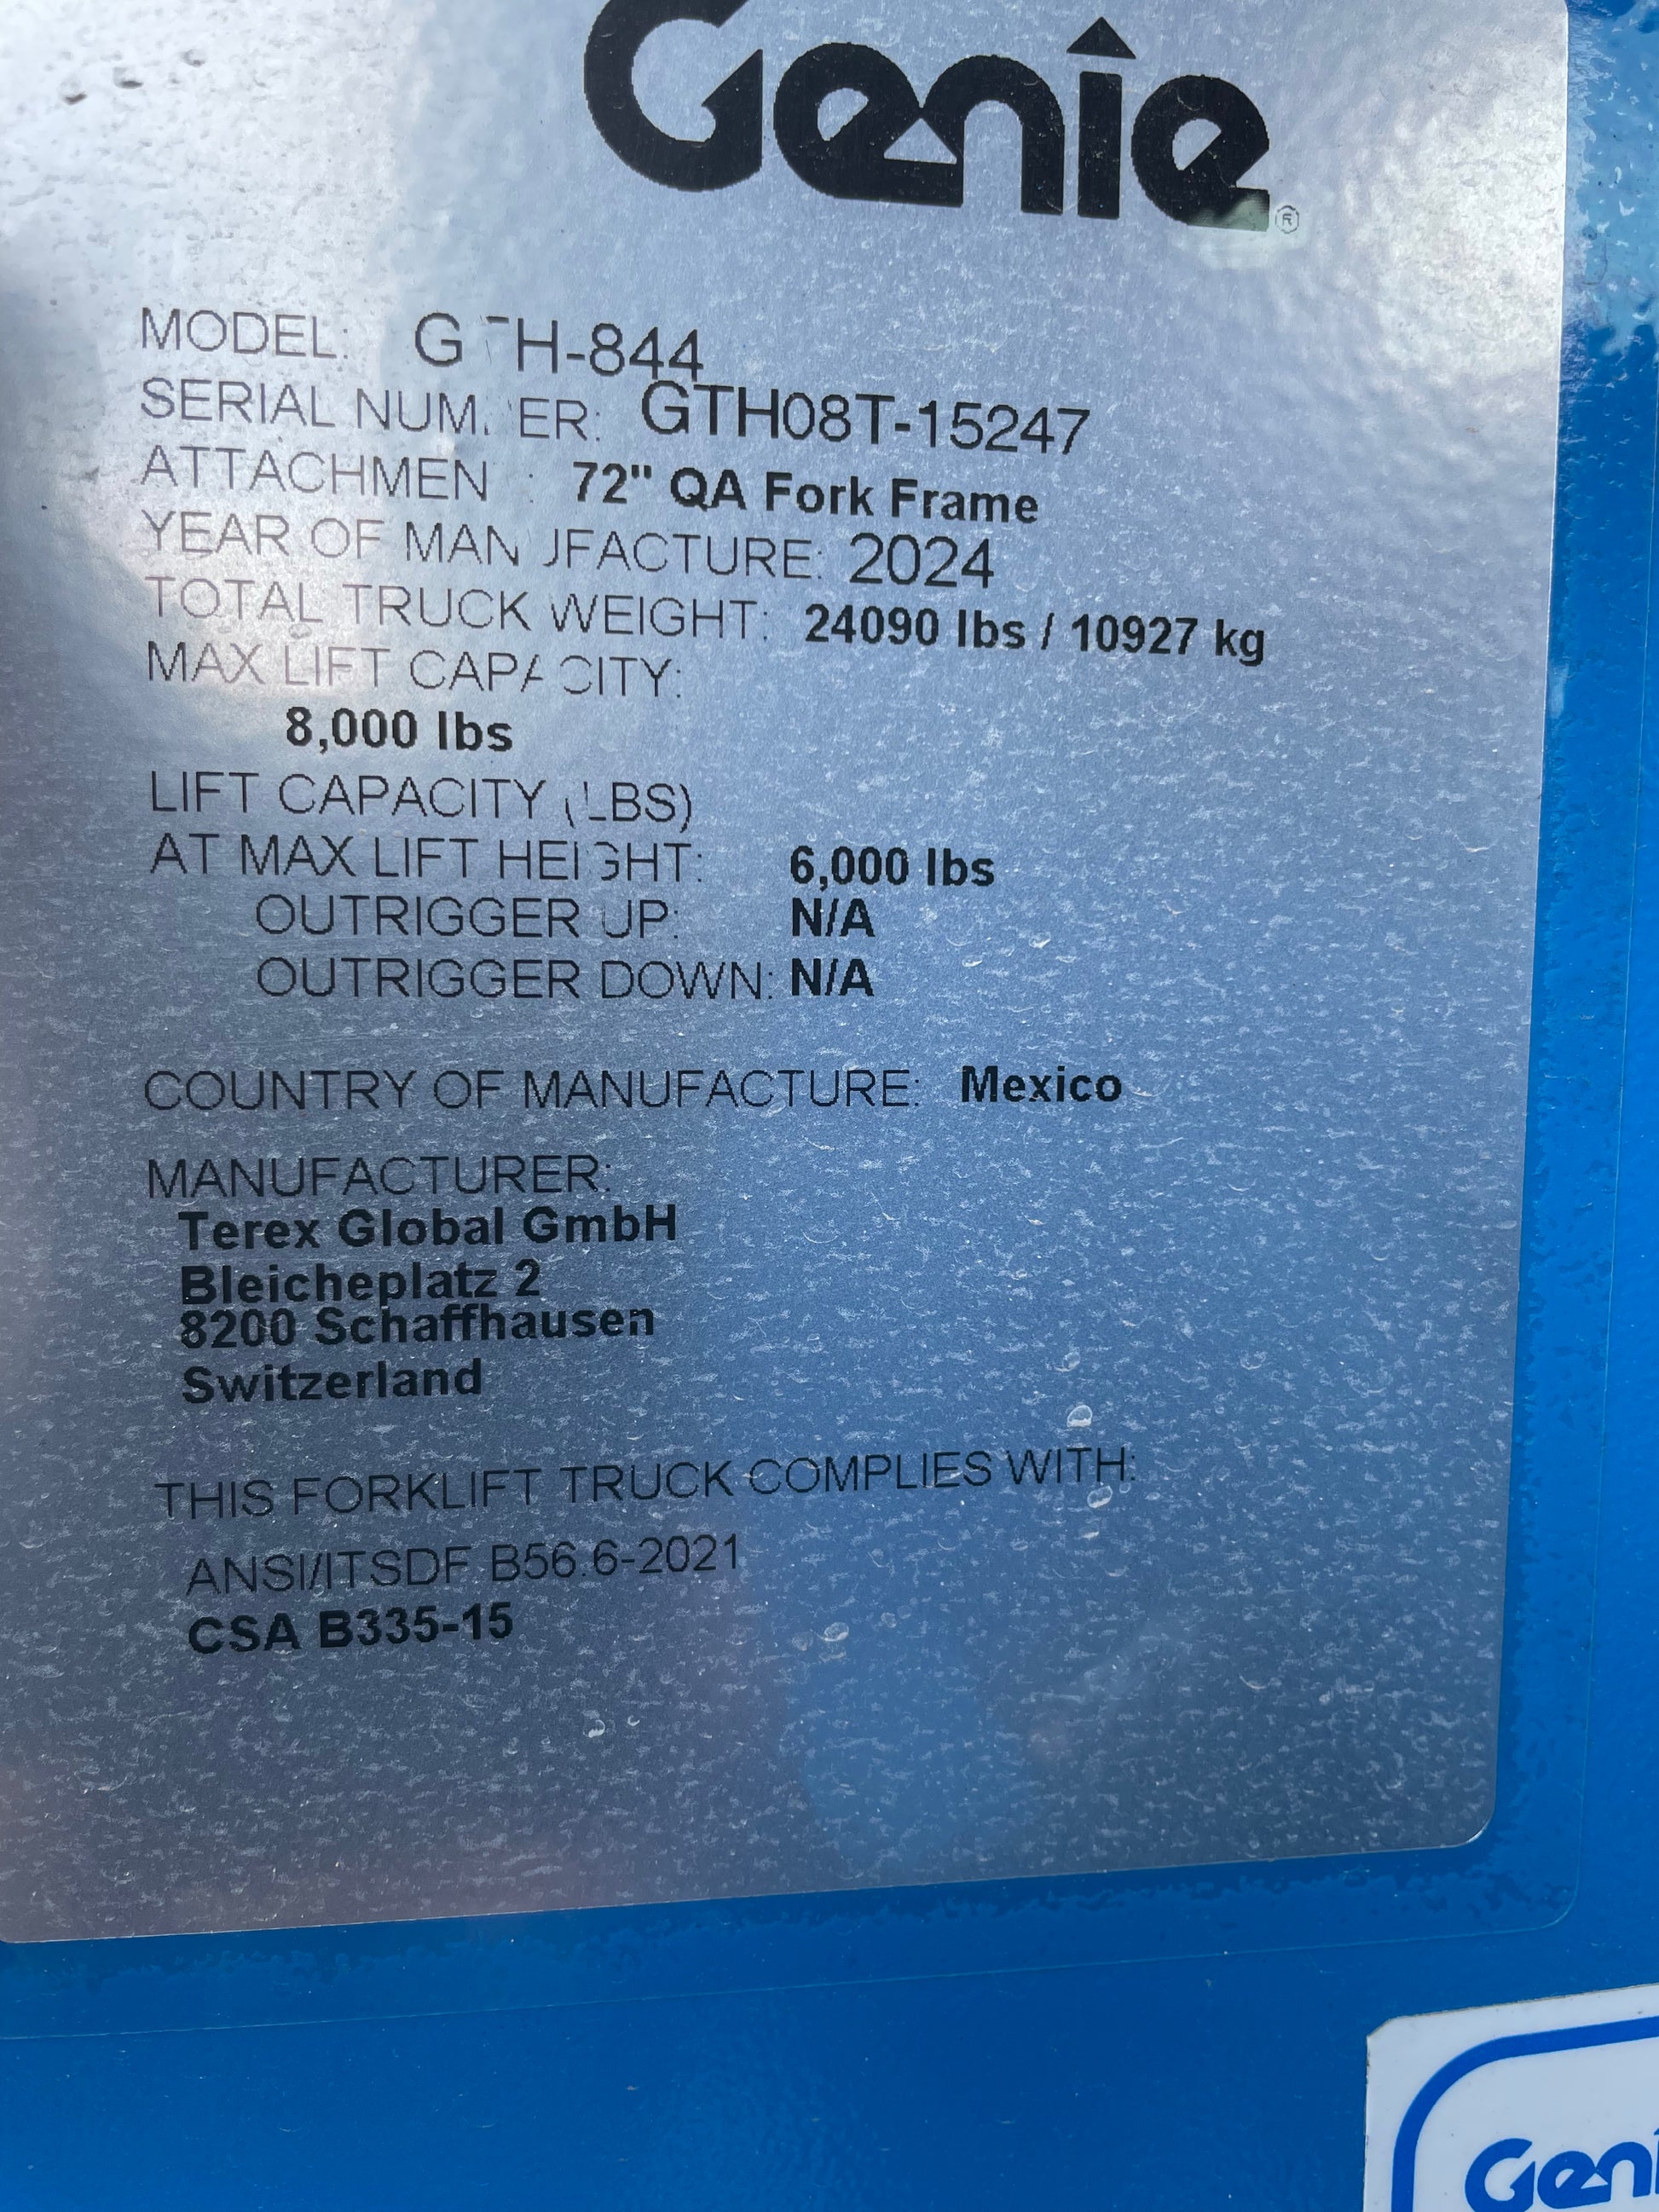 Genie®
MODEL: GTH-844
SERIAL NUMBER: GTH08T-15247
ATTACHMENT: 72" QA Fork Frame
YEAR OF MANUFACTURE: 2024
TOTAL TRUCK WEIGHT: 24090 lbs / 10927 kg
MAX LIFT CAPACITY:
8,000 lbs
LIFT CAPACITY (LBS)
AT MAX LIFT HEIGHT: 6,000 lbs
OUTRIGGER UP: N/A
OUTRIGGER DOWN: N/A
COUNTRY OF MANUFACTURE: Mexico
MANUFACTURER:
Terex Global GmbH
Bleicheplatz 2
8200 Schaffhausen
Switzerland
THIS FORKLIFT TRUCK COMPLIES WITH:
ANSI/ITSDF B56.6-2021
CSA B335-15
Geni